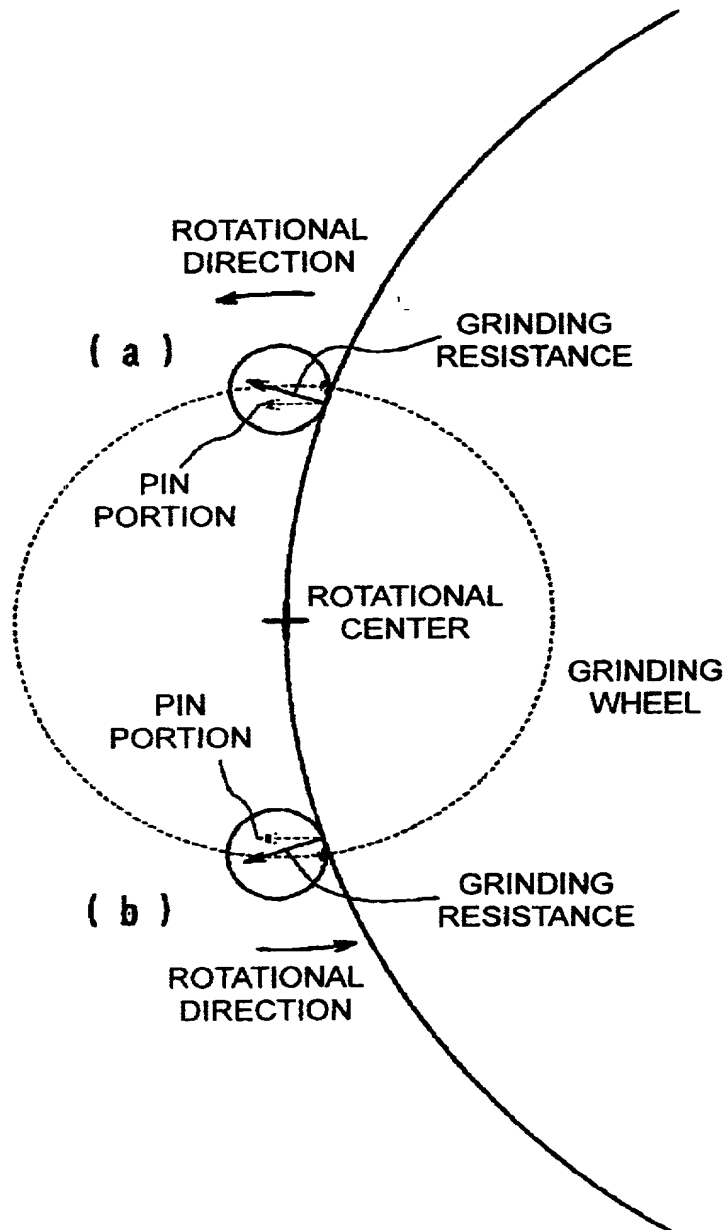 ROTATIONAL
DIRECTION
( a )
GRINDING
RESISTANCE
PIN
PORTION
ROTATIONAL
CENTER
GRINDING
WHEEL
PIN
PORTION
( b )
GRINDING
RESISTANCE
ROTATIONAL
DIRECTION